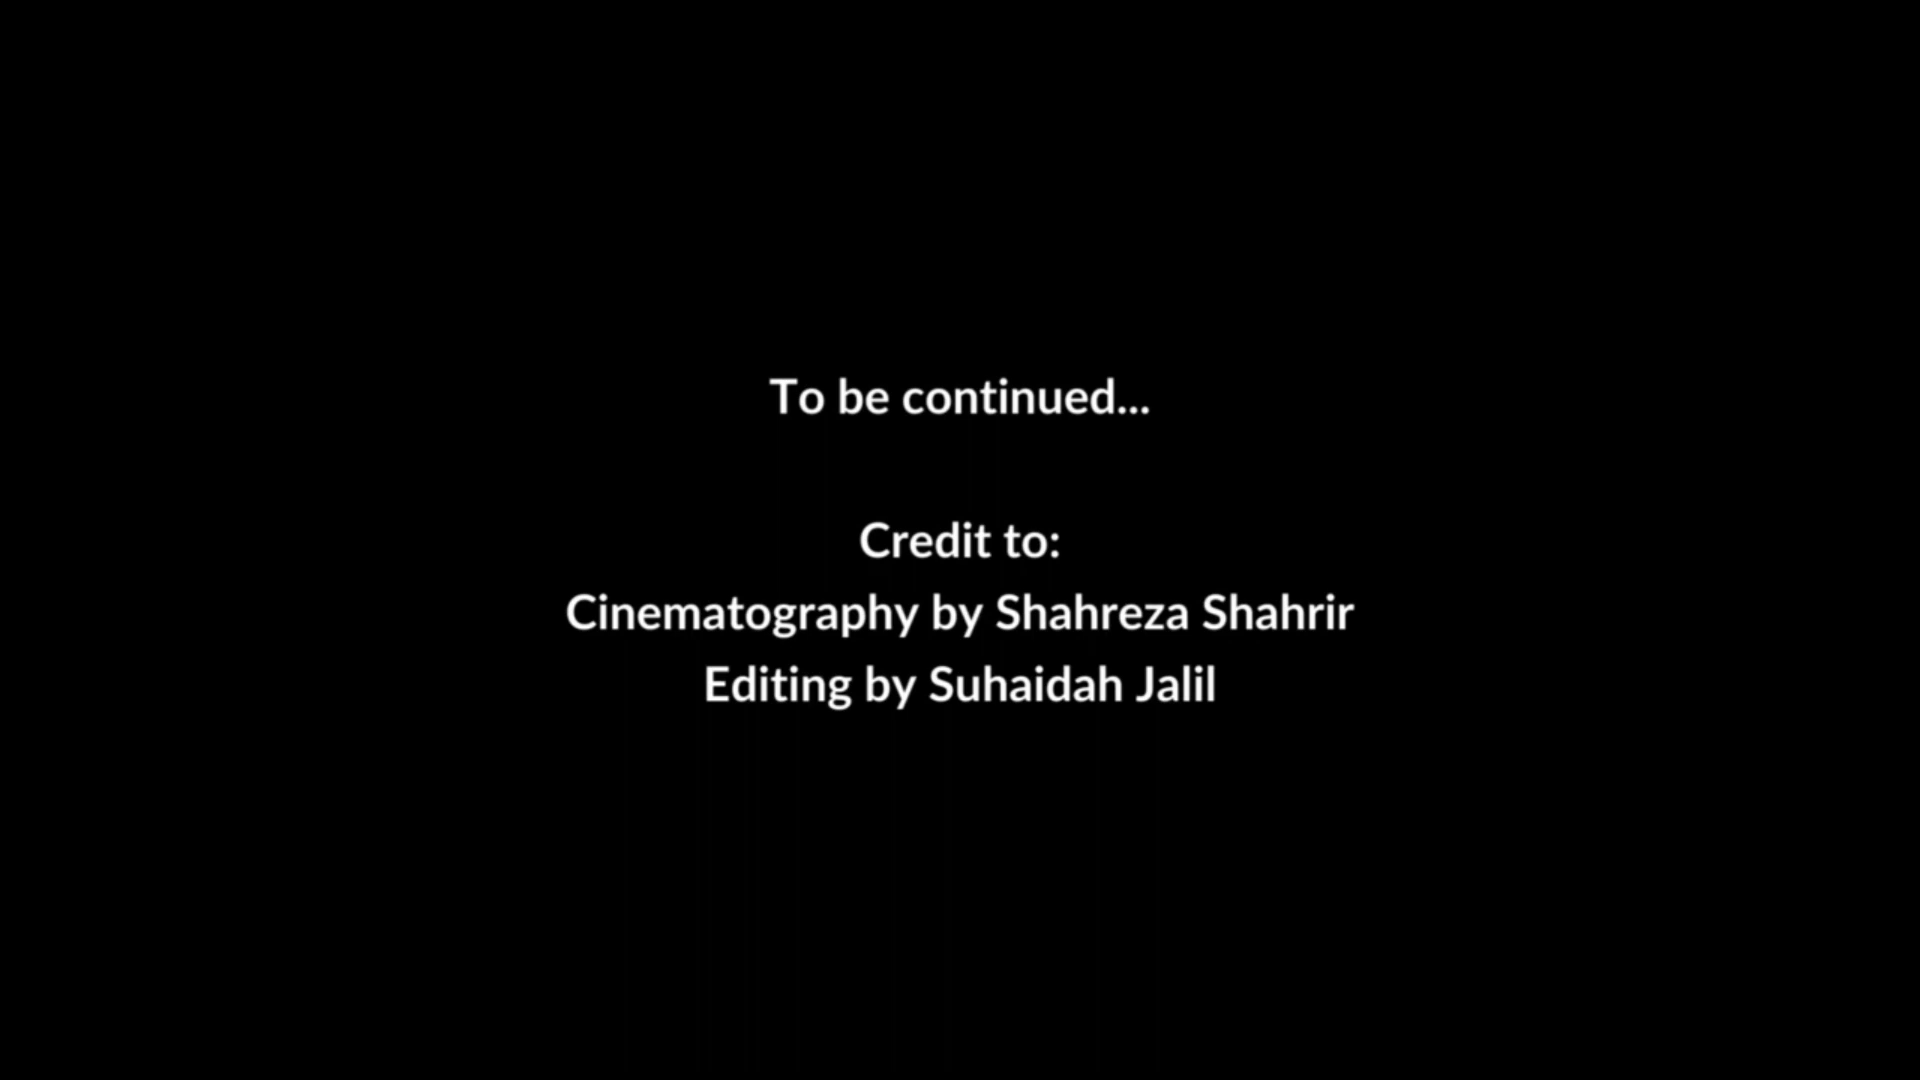 To be continued...
Credit to:
Cinematography by Shahreza Shahrir
Editing by Suhaidah Jalil